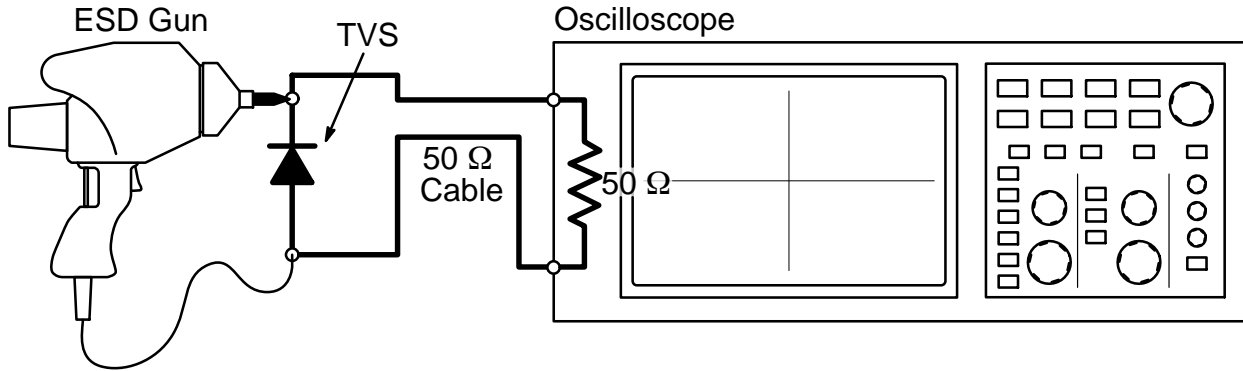 ESD Gun
TVS
Oscilloscope
50 Ω
Cable
50 Ω